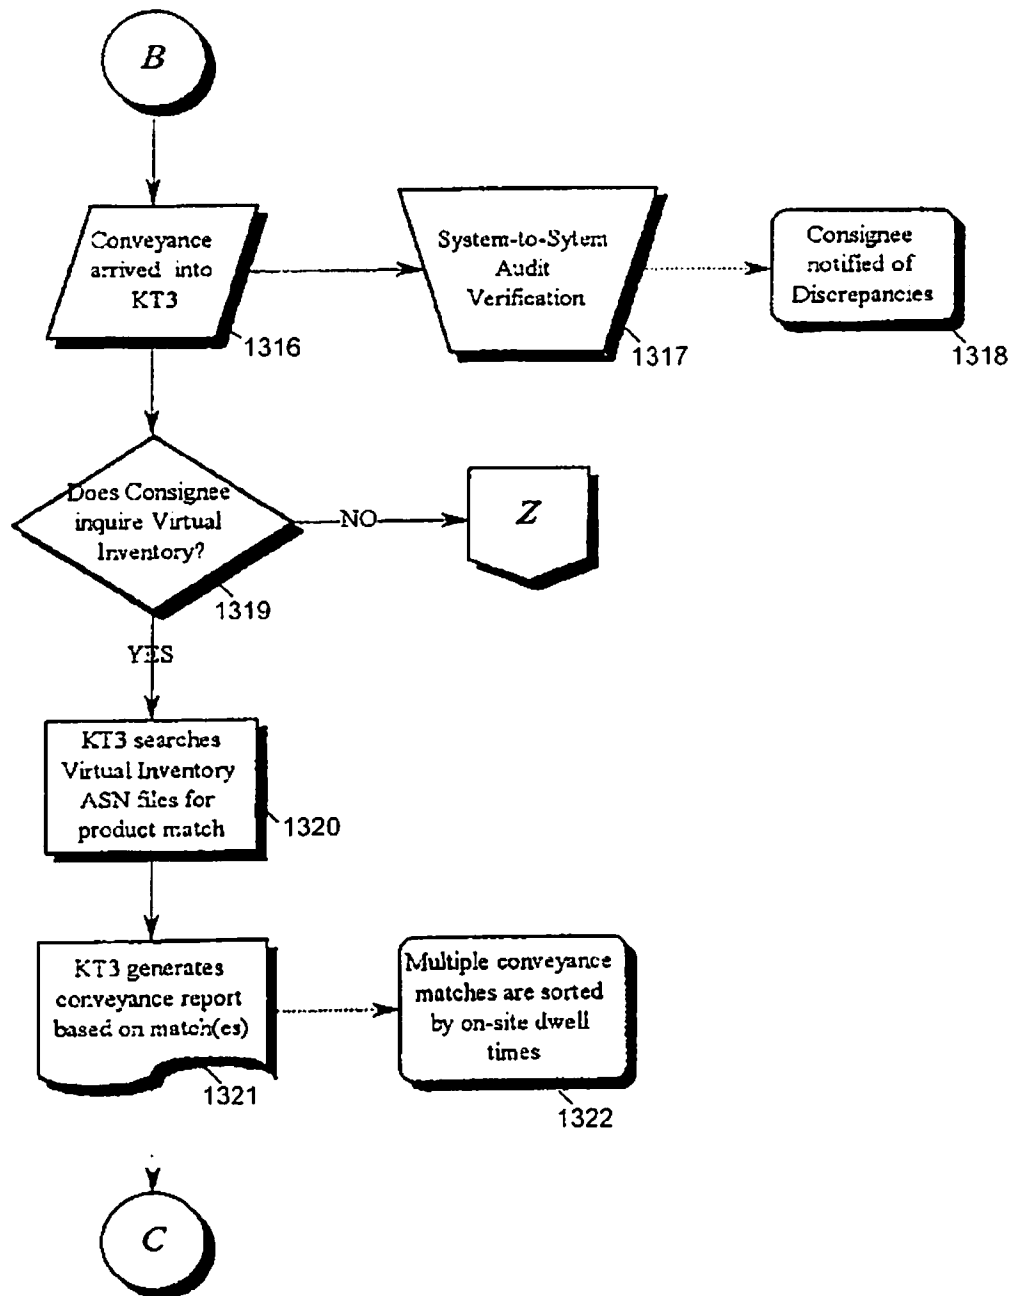 B
Conveyance
arrived into
KT3
1316
System-to-Sytem
Audit
Verification
1317
Consignee
notified of
Discrepancies
1318
Does Consignee
inquire Virtual
Inventory?
1319
NO
Z
YES
KT3 searches
Virtual Inventory
ASN files for
product match
1320
KT3 generates
conveyance report
based on match(es)
1321
Multiple conveyance
matches are sorted
by on-site dwell
times
1322
C